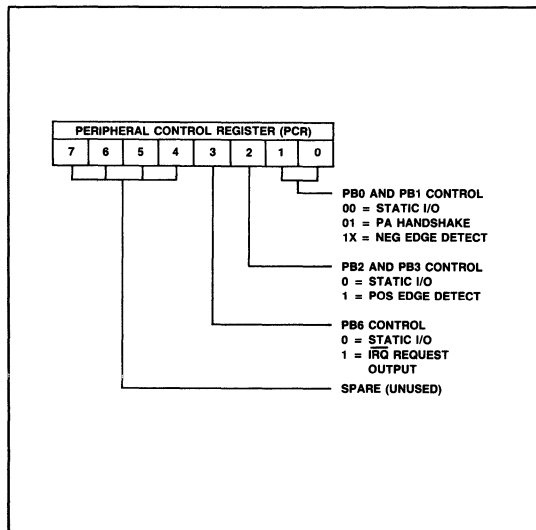 PERIPHERAL CONTROL REGISTER (PCR)
7 6 5 4 3 2 1 0
PB0 AND PB1 CONTROL
00 = STATIC I/O
01 = PA HANDSHAKE
1X = NEG EDGE DETECT
PB2 AND PB3 CONTROL
0 = STATIC I/O
1 = POS EDGE DETECT
PB6 CONTROL
0 = STATIC I/O
1 = I̅R̅Q̅ REQUEST
OUTPUT
SPARE (UNUSED)